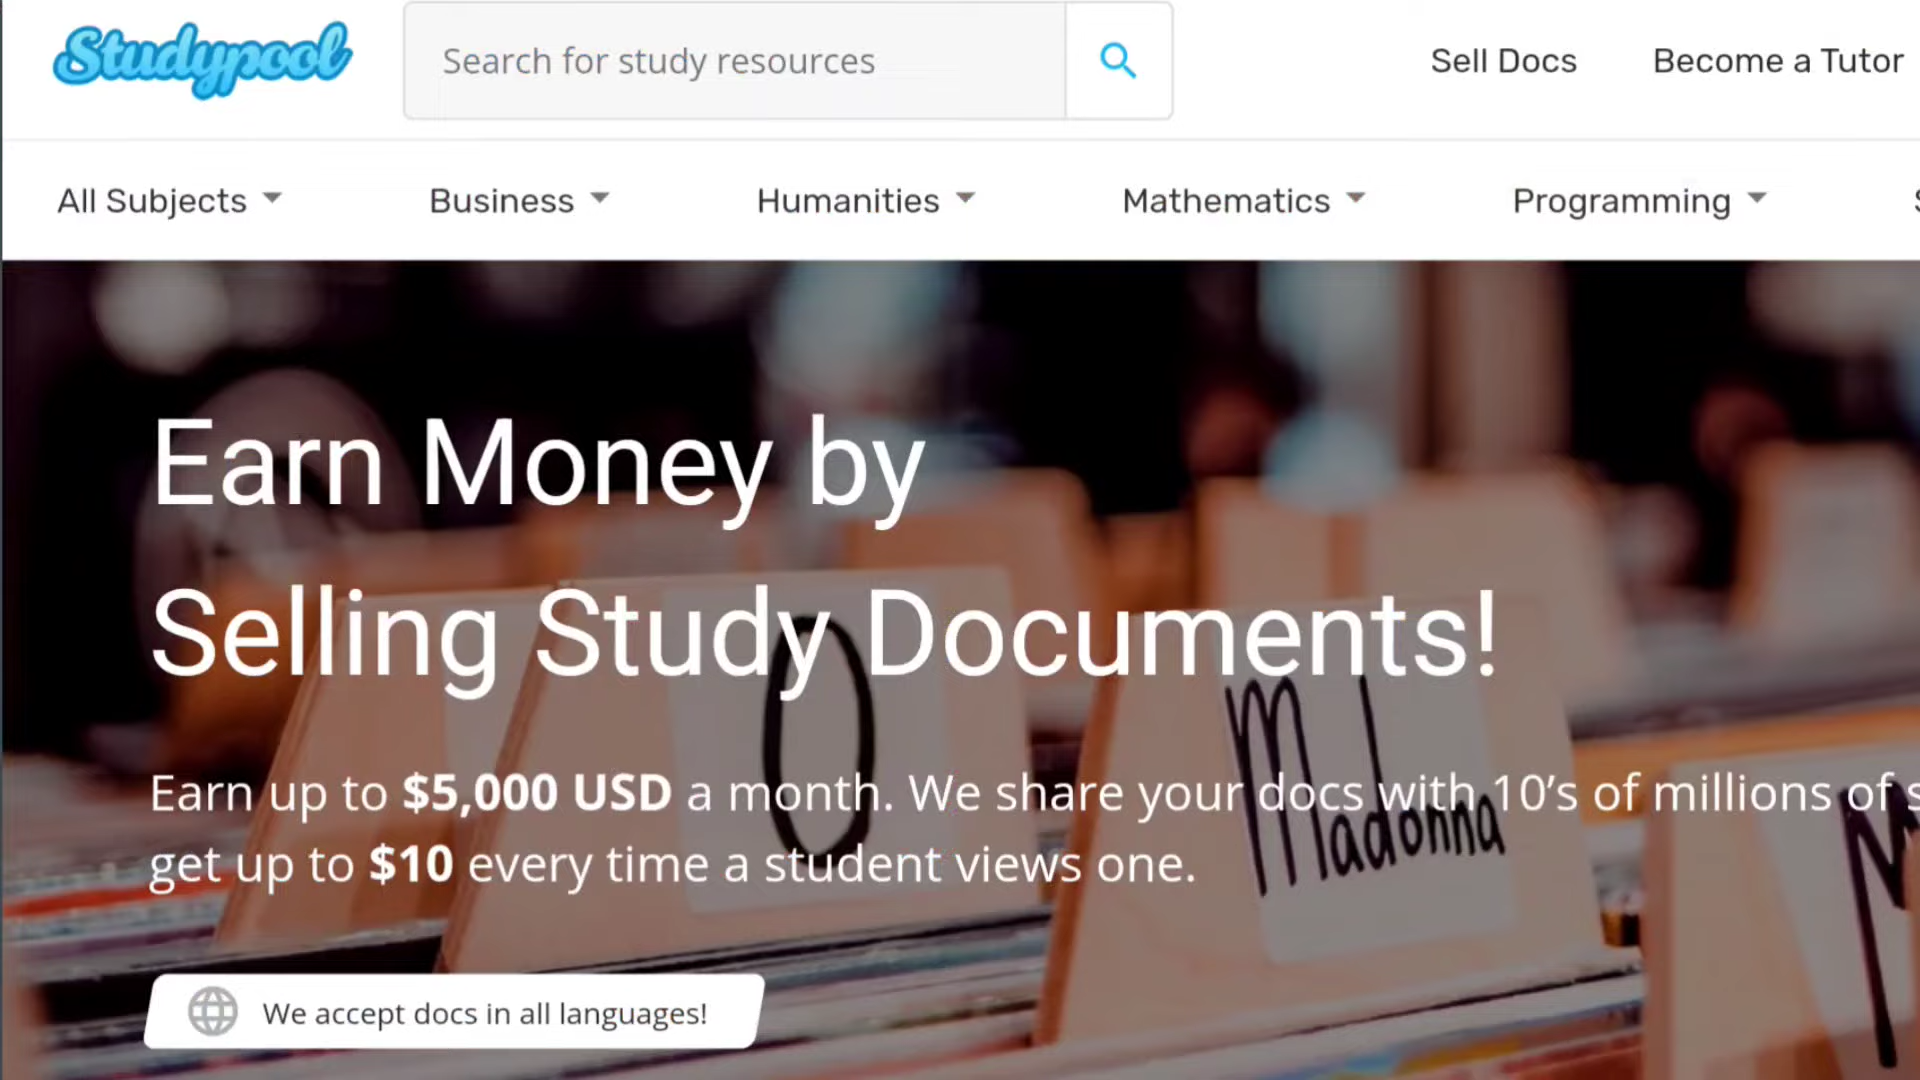 Studypool
Search for study resources
Sell Docs
Become a Tutor
All Subjects
Business
Humanities
Mathematics
Programming
Earn Money by
Selling Study Documents!
Earn up to $5,000 USD a month. We share your docs with 10’s of millions of
get up to $10 every time a student views one.
O
Madonna
We accept docs in all languages!